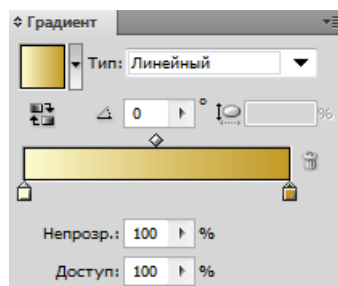 Градиент
Тип: Линейный
0 ° %
Непрозр.: 100 %
Доступ: 100 %